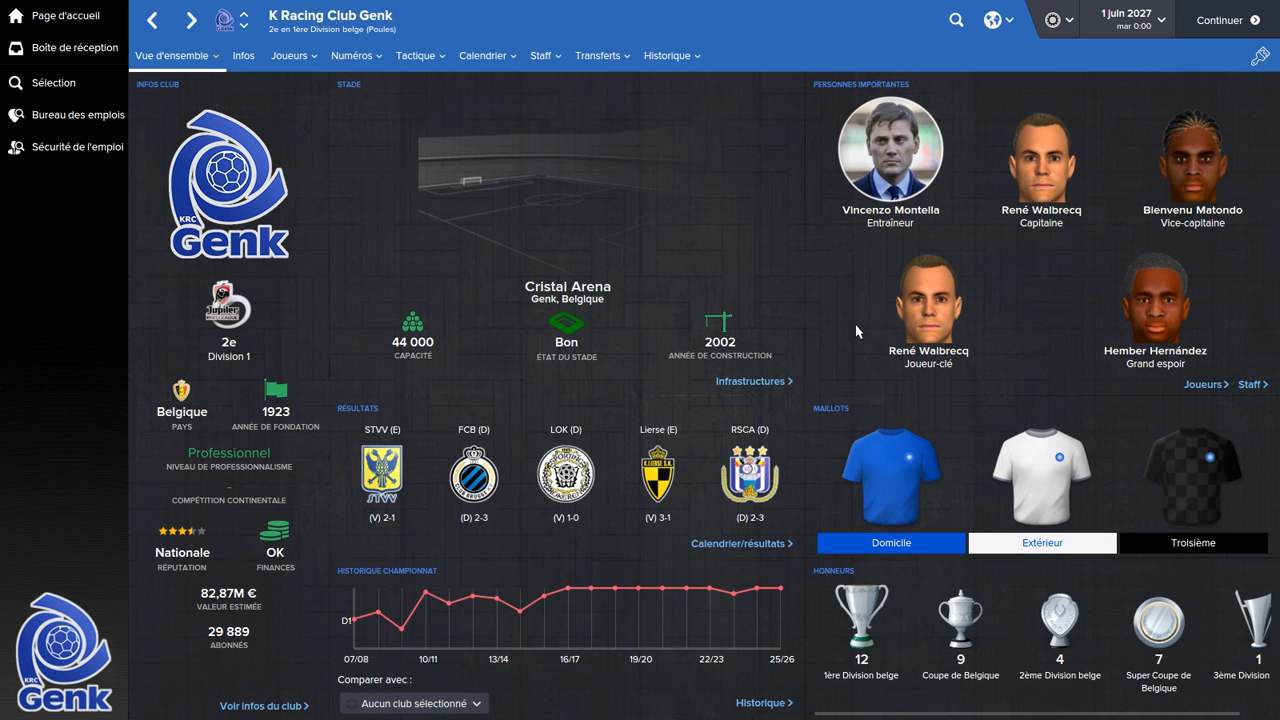 Page d'accueil
Boîte de réception
Sélection
Bureau des emplois
Sécurité de l'emploi
K Racing Club Genk
2e en 1ère Division belge (Poules)
1 juin 2027
mar 0:00
Continuer
Vue d'ensemble Infos Joueurs Numéros Tactique Calendrier Staff Transferts Historique
INFOS CLUB
KRC
Genk
Jupiler
PRO LEAGUE
2e
Division 1
Belgique
PAYS
1923
ANNÉE DE FONDATION
Professionnel
NIVEAU DE PROFESSIONNALISME
-
COMPÉTITION CONTINENTALE
Nationale
RÉPUTATION
OK
FINANCES
82,87M €
VALEUR ESTIMÉE
29 889
ABONNÉS
Voir infos du club
KRC
Genk
STADE
Cristal Arena
Genk, Belgique
44 000
CAPACITÉ
Bon
ÉTAT DU STADE
2002
ANNÉE DE CONSTRUCTION
Infrastructures
RÉSULTATS
STVV (E) FCB (D) LOK (D) Lierse (E) RSCA (D)
STVV
(V) 2-1 (D) 2-3 (V) 1-0 (V) 3-1 (D) 2-3
Calendrier/résultats
HISTORIQUE CHAMPIONNAT
D1
07/08 10/11 13/14 16/17 19/20 22/23 25/26
Comparer avec :
Aucun club sélectionné
Historique
PERSONNES IMPORTANTES
Vincenzo Montella
Entraîneur
René Walbrecq
Capitaine
Bienvenu Matondo
Vice-capitaine
René Walbrecq
Joueur-clé
Hember Hernández
Grand espoir
Joueurs Staff
MAILLOTS
Domicile Extérieur Troisième
HONNEURS
12
1ère Division belge
9
Coupe de Belgique
4
2ème Division belge
7
Super Coupe de
Belgique
1
3ème Division